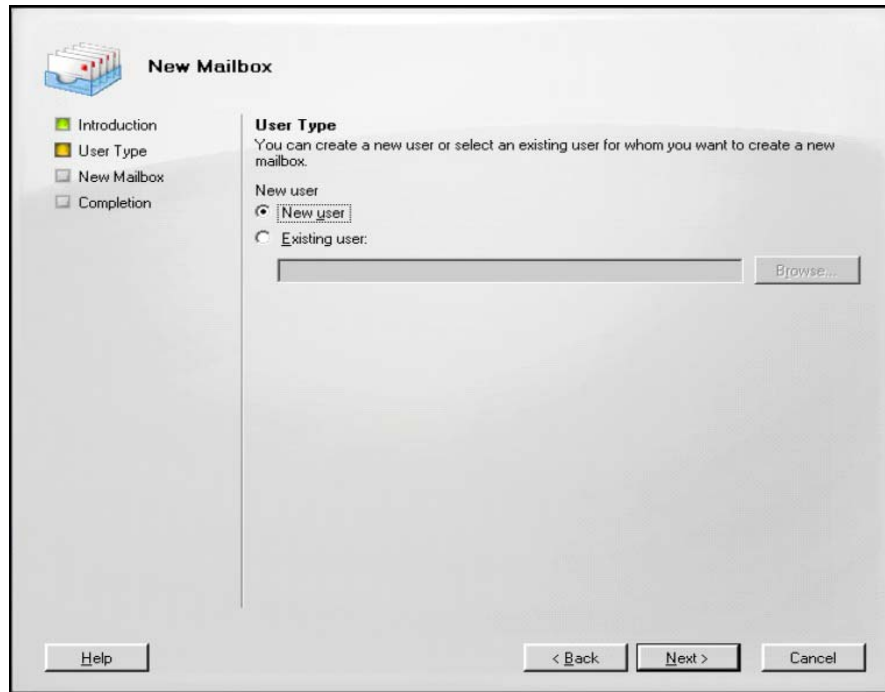 New Mailbox
Introduction
User Type
New Mailbox
Completion
User Type
You can create a new user or select an existing user for whom you want to create a new
mailbox.
New user
New user
Existing user:
Browse...
Help
< Back
Next >
Cancel